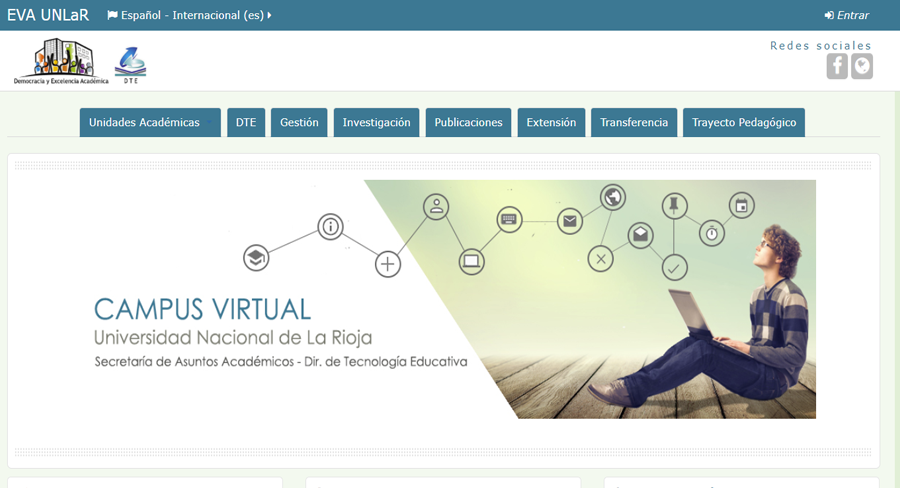 EVA UNLaR
Español - Internacional (es)
Entrar
Democracia y Excelencia Académica
DTE
Redes sociales
Unidades Académicas
DTE
Gestión
Investigación
Publicaciones
Extensión
Transferencia
Trayecto Pedagógico
CAMPUS VIRTUAL
Universidad Nacional de La Rioja
Secretaría de Asuntos Académicos - Dir. de Tecnología Educativa